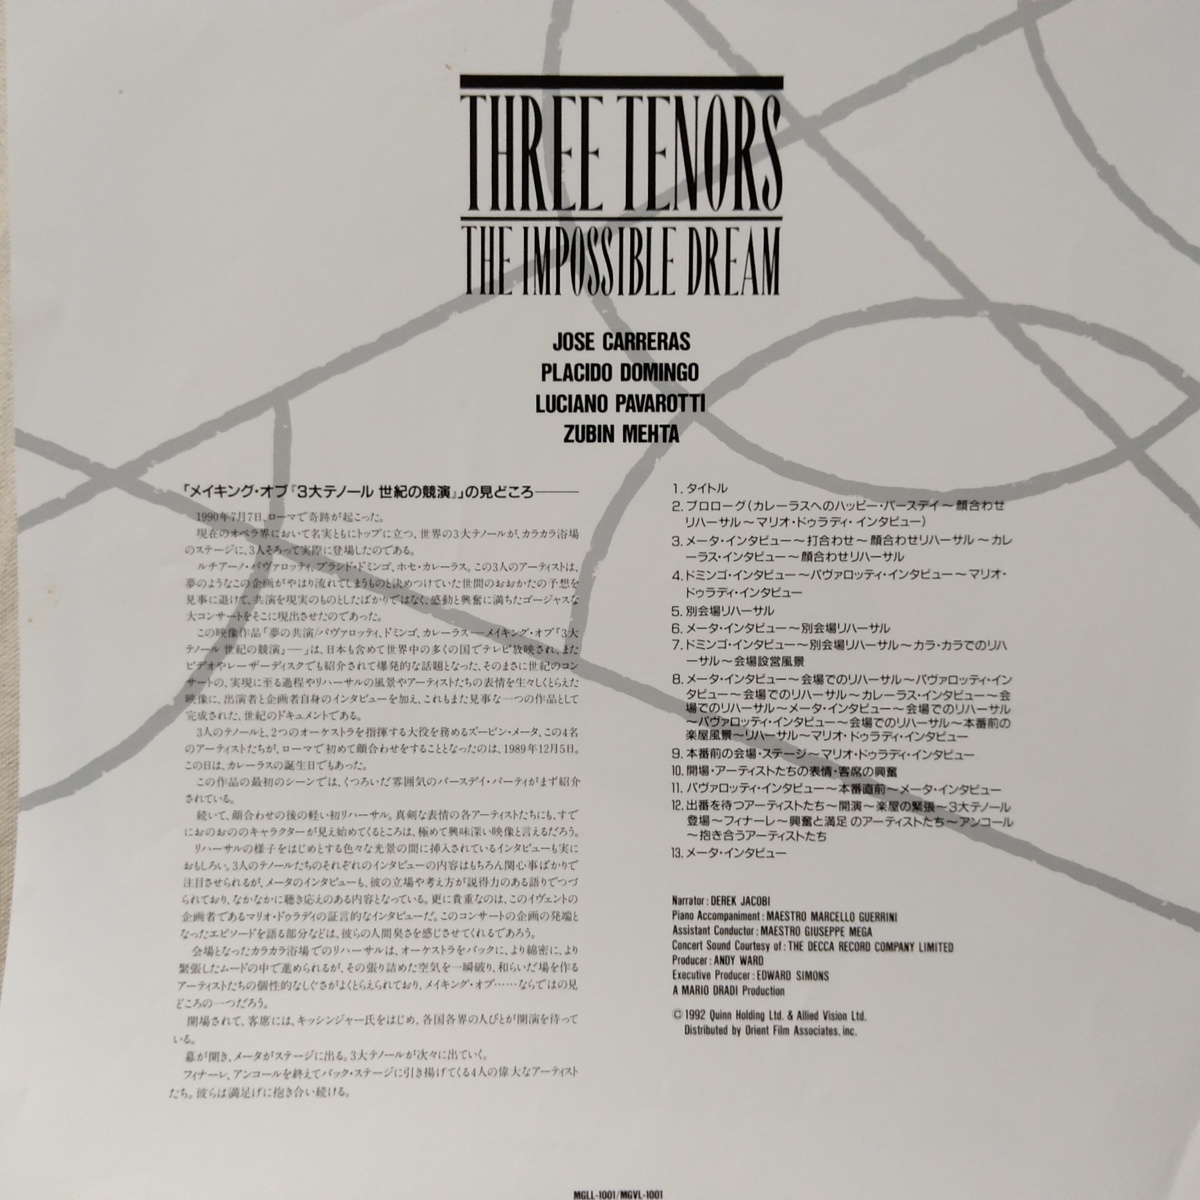 THREE TENORS
THE IMPOSSIBLE DREAM
JOSE CARRERAS
PLACIDO DOMINGO
LUCIANO PAVAROTTI
ZUBIN MEHTA
「メイキング・オブ『3大テノール 世紀の競演』」の見どころ———
1990年7月7日、ローマで奇跡が起こった。
現在のオペラ界において名実ともにトップに立つ、世界の3大テノールが、カラカラ浴場
のステージに、3人そろって実際に登場したのである。
ルチアーノ・パヴァロッティ、プラシド・ドミンゴ、ホセ・カレーラス。この3人のアーティストは、
夢のようなこの企画がやはり流れてしまうものと決めつけていた世間のおおかたの予想を
見事に退けて、共演を現実のものとしたばかりではなく、感動と興奮に満ちたゴージャスな
大コンサートをそこに現出させたのであった。
この映像作品「夢の共演/パヴァロッティ、ドミンゴ、カレーラス—メイキング・オブ『3大
テノール 世紀の競演』—」は、日本も含めて世界中の多くの国でテレビ放映され、また
ビデオやレーザーディスクでも紹介されて爆発的な話題となった、そのまさに世紀のコン
サートの、実現に至る過程やリハーサルの風景やアーティストたちの表情を生々しくとらえた
映像に、出演者と企画者自身のインタビューを加え、これもまた見事な一つの作品として
完成された、世紀のドキュメントである。
3人のテノールと、2つのオーケストラを指揮する大役を務めるズービン・メータ、この4名
のアーティストたちが、ローマで初めて顔合わせをすることとなったのは、1989年12月5日。
この日は、カレーラスの誕生日でもあった。
この作品の最初のシーンでは、くつろいだ雰囲気のバースデイ・パーティがまず紹介
されている。
続いて、顔合わせの後の軽い初リハーサル。真剣な表情の各アーティストたちにも、すで
におのおののキャラクターが見え始めてくるところは、極めて興味深い映像と言えるだろう。
リハーサルの様子をはじめとする色々な光景の間に挿入されているインタビューも実に
おもしろい。3人のテノールたちのそれぞれのインタビューの内容はもちろん関心事ばかりで
注目させられるが、メータのインタビューも、彼の立場や考え方が説得力のある語りでつづ
られており、なかなかに聴き応えのある内容となっている。更に貴重なのは、このイヴェントの
企画者であるマリオ・ドゥラディの証言的なインタビューだ。このコンサートの企画の発端と
なったエピソードを語る部分などは、彼らの人間臭さを感じさせてくれるであろう。
会場となったカラカラ浴場でのリハーサルは、オーケストラをバックに、より綿密に、より
緊張したムードの中で進められるが、その張り詰めた空気を一瞬破り、和らいだ場を作る
アーティストたちの個性的なしぐさがよくとらえられており、メイキング・オブ……ならではの見
どころの一つだろう。
開場されて、客席には、キッシンジャー氏をはじめ、各国各界の人びとが開演を待って
いる。
幕が開き、メータがステージに出る。3大テノールが次々に出ていく。
フィナーレ、アンコールを終えてバック・ステージに引き揚げてくる4人の偉大なアーティスト
たち。彼らは満足げに抱き合い続ける。
1. タイトル
2. プロローグ(カレーラスへのハッピー・バースデイ〜顔合わせ
リハーサル〜マリオ・ドゥラディ・インタビュー)
3. メータ・インタビュー〜打合わせ〜顔合わせリハーサル〜カレ
ーラス・インタビュー〜顔合わせリハーサル
4. ドミンゴ・インタビュー〜パヴァロッティ・インタビュー〜マリオ・
ドゥラディ・インタビュー
5. 別会場リハーサル
6. メータ・インタビュー〜別会場リハーサル
7. ドミンゴ・インタビュー〜別会場リハーサル〜カラ・カラでのリハ
ーサル〜会場設営風景
8. メータ・インタビュー〜会場でのリハーサル〜パヴァロッティ・イン
タビュー〜会場でのリハーサル〜カレーラス・インタビュー〜会
場でのリハーサル〜メータ・インタビュー〜会場でのリハーサル
〜パヴァロッティ・インタビュー〜会場でのリハーサル〜本番前の
楽屋風景〜リハーサル〜マリオ・ドゥラディ・インタビュー
9. 本番前の会場・ステージ〜マリオ・ドゥラディ・インタビュー
10. 開場・アーティストたちの表情・客席の興奮
11. パヴァロッティ・インタビュー〜本番直前〜メータ・インタビュー
12. 出番を待つアーティストたち〜開演〜楽屋の緊張〜3大テノール
登場〜フィナーレ〜興奮と満足 のアーティストたち〜アンコール
〜抱き合うアーティストたち
13. メータ・インタビュー
Narrator : DEREK JACOBI
Piano Accompaniment : MAESTRO MARCELLO GUERRINI
Assistant Conductor : MAESTRO GIUSEPPE MEGA
Concert Sound Courtesy of : THE DECCA RECORD COMPANY LIMITED
Producer : ANDY WARD
Executive Producer : EDWARD SIMONS
A MARIO DRADI Production
© 1992 Quinn Holding Ltd. & Allied Vision Ltd.
Distributed by Orient Film Associates, inc.
MGLL-1001/MGVL-1001